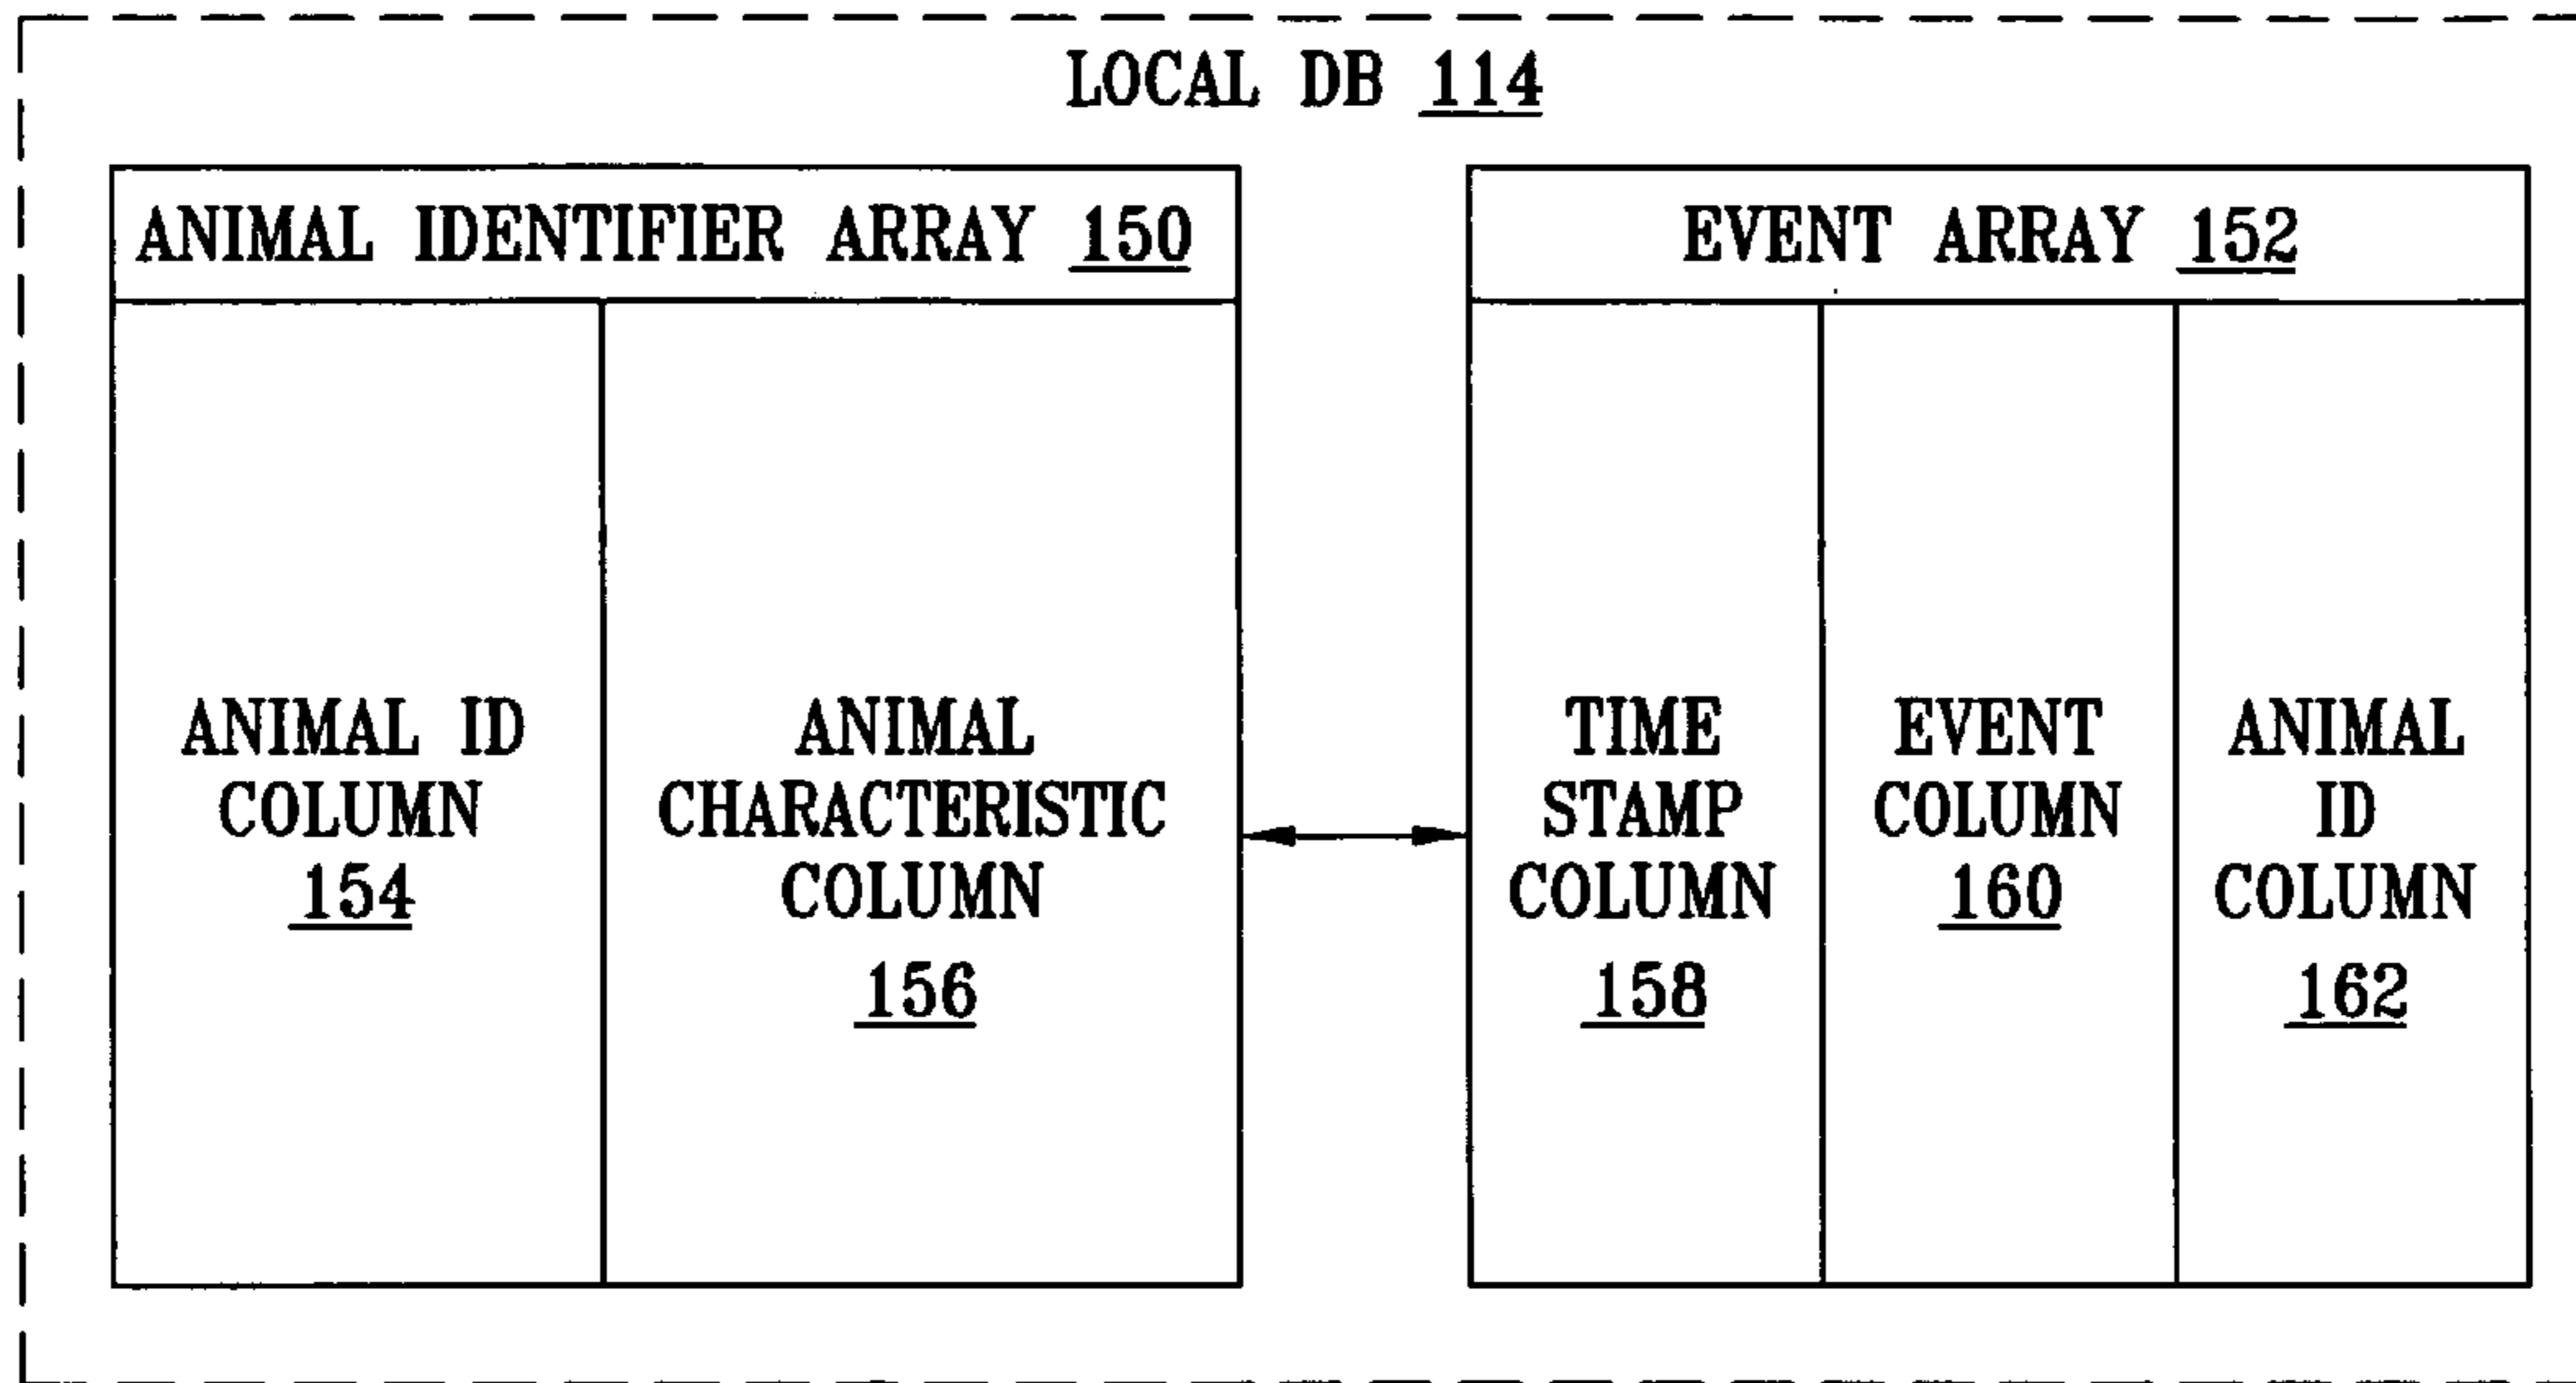 LOCAL DB 114
ANIMAL IDENTIFIER ARRAY 150
ANIMAL ID
COLUMN
154
ANIMAL
CHARACTERISTIC
COLUMN
156
EVENT ARRAY 152
TIME
STAMP
COLUMN
158
EVENT
COLUMN
160
ANIMAL
ID
COLUMN
162